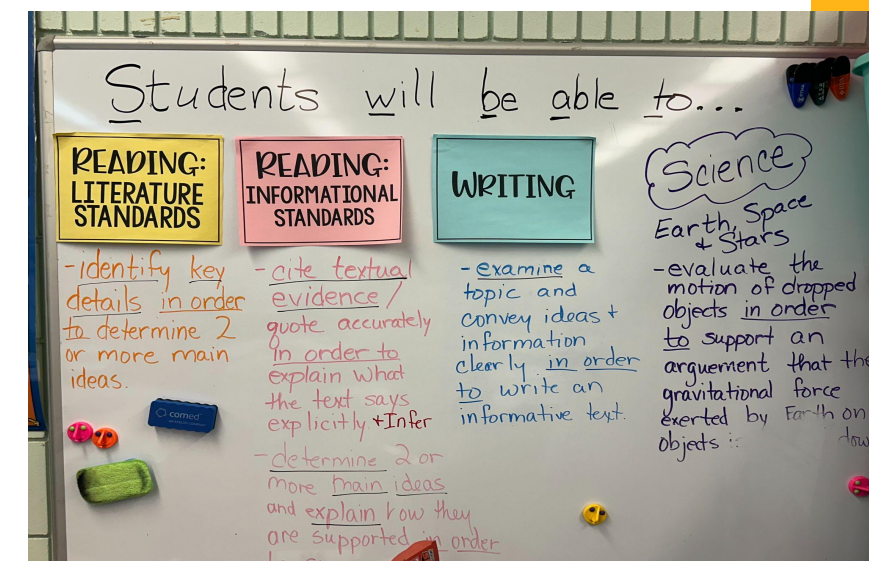 Students will be able to...
READING:
LITERATURE
STANDARDS
-identify key
details in order
to determine 2
or more main
ideas.
comed
READING:
INFORMATIONAL
STANDARDS
-cite textual
evidence/
quote accurately
in order to
explain what
the text says
explicitly +Infer
-determine 2 or
more main ideas
and explain how they
are supported in order
WRITING
-examine a
topic and
convey ideas +
information
clearly in order
to write an
informative text.
Science
Earth, Space
+ Stars
-evaluate the
motion of dropped
objects in order
to support an
arguement that the
gravitational force
exerted by Earth on
objects